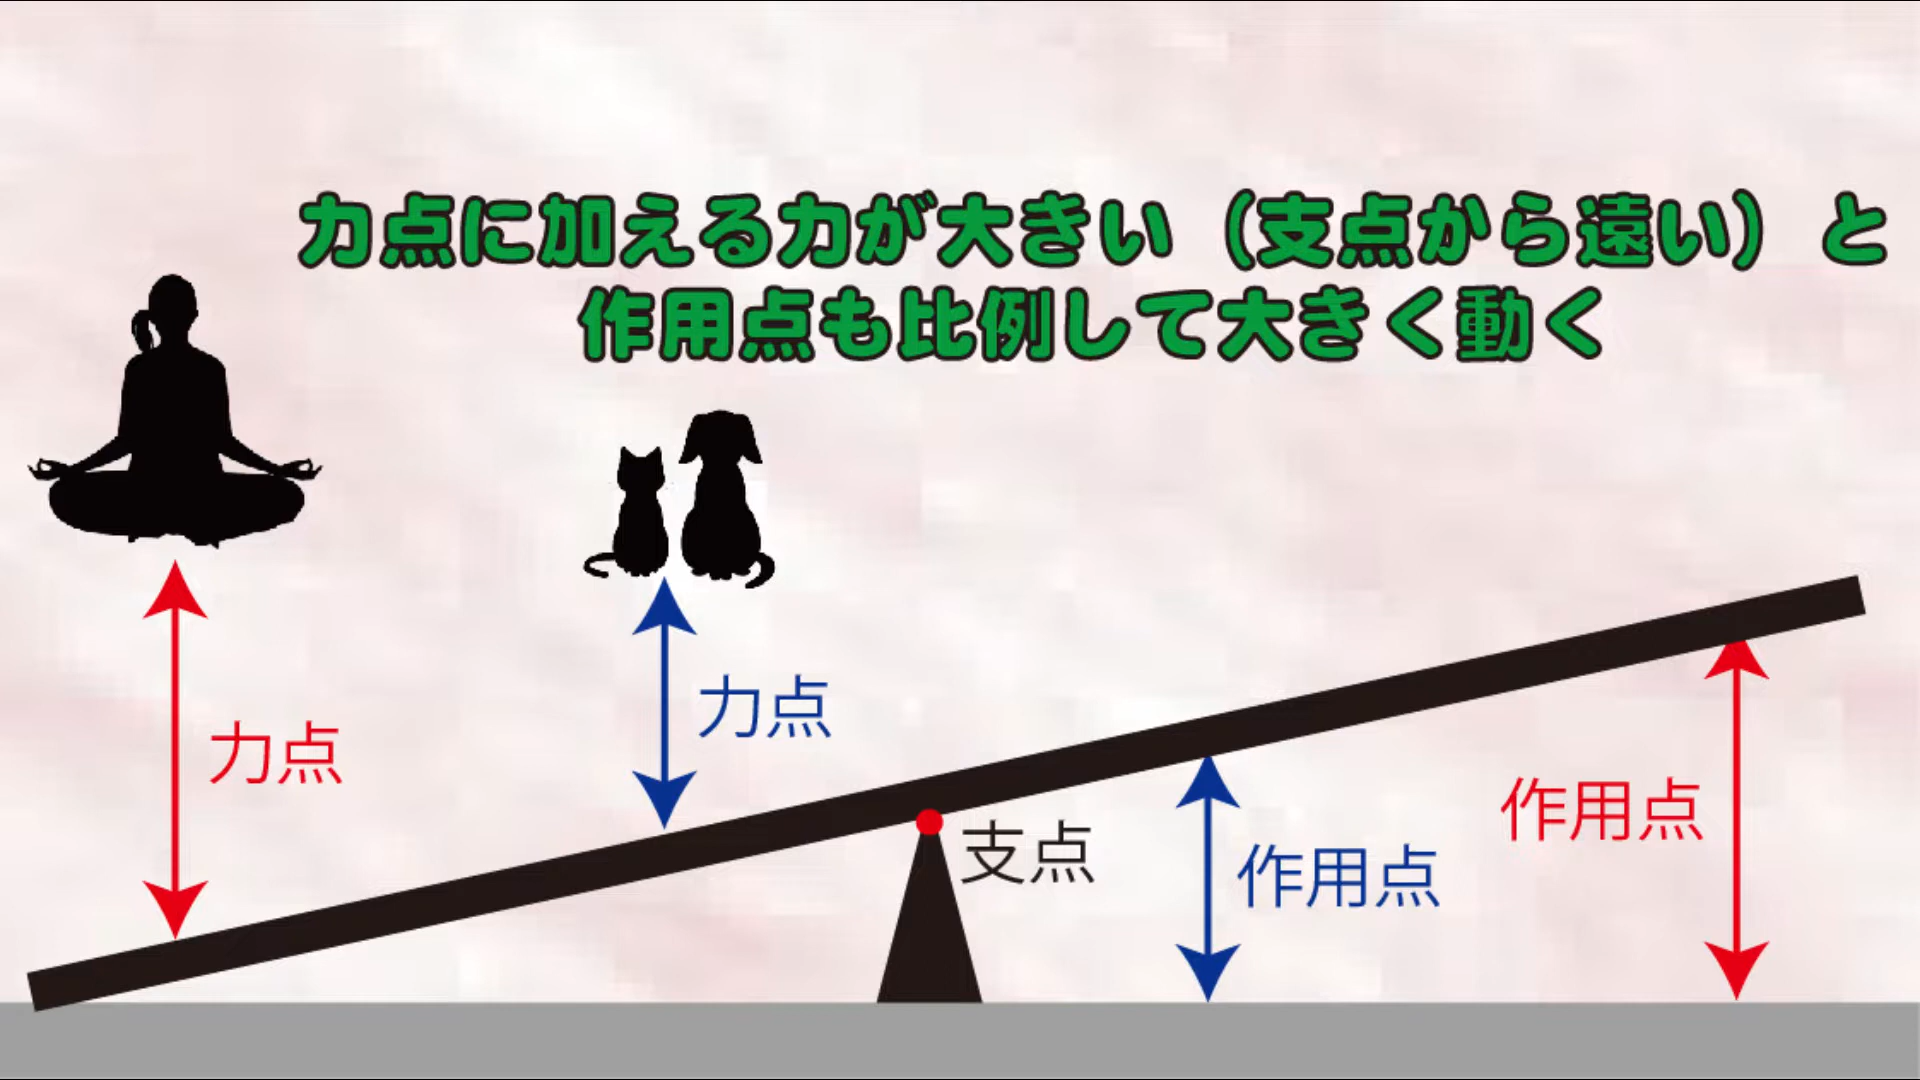 力点に加える力が大きい（支点から遠い）と
作用点も比例して大きく動く
力点
力点
支点
作用点
作用点